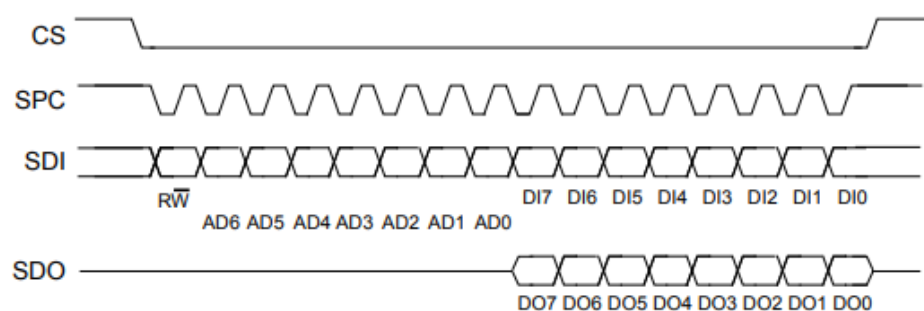 CS
SPC
SDI
RW̅
DI7 DI6 DI5 DI4 DI3 DI2 DI1 DI0
AD6 AD5 AD4 AD3 AD2 AD1 AD0
SDO
DO7 DO6 DO5 DO4 DO3 DO2 DO1 DO0